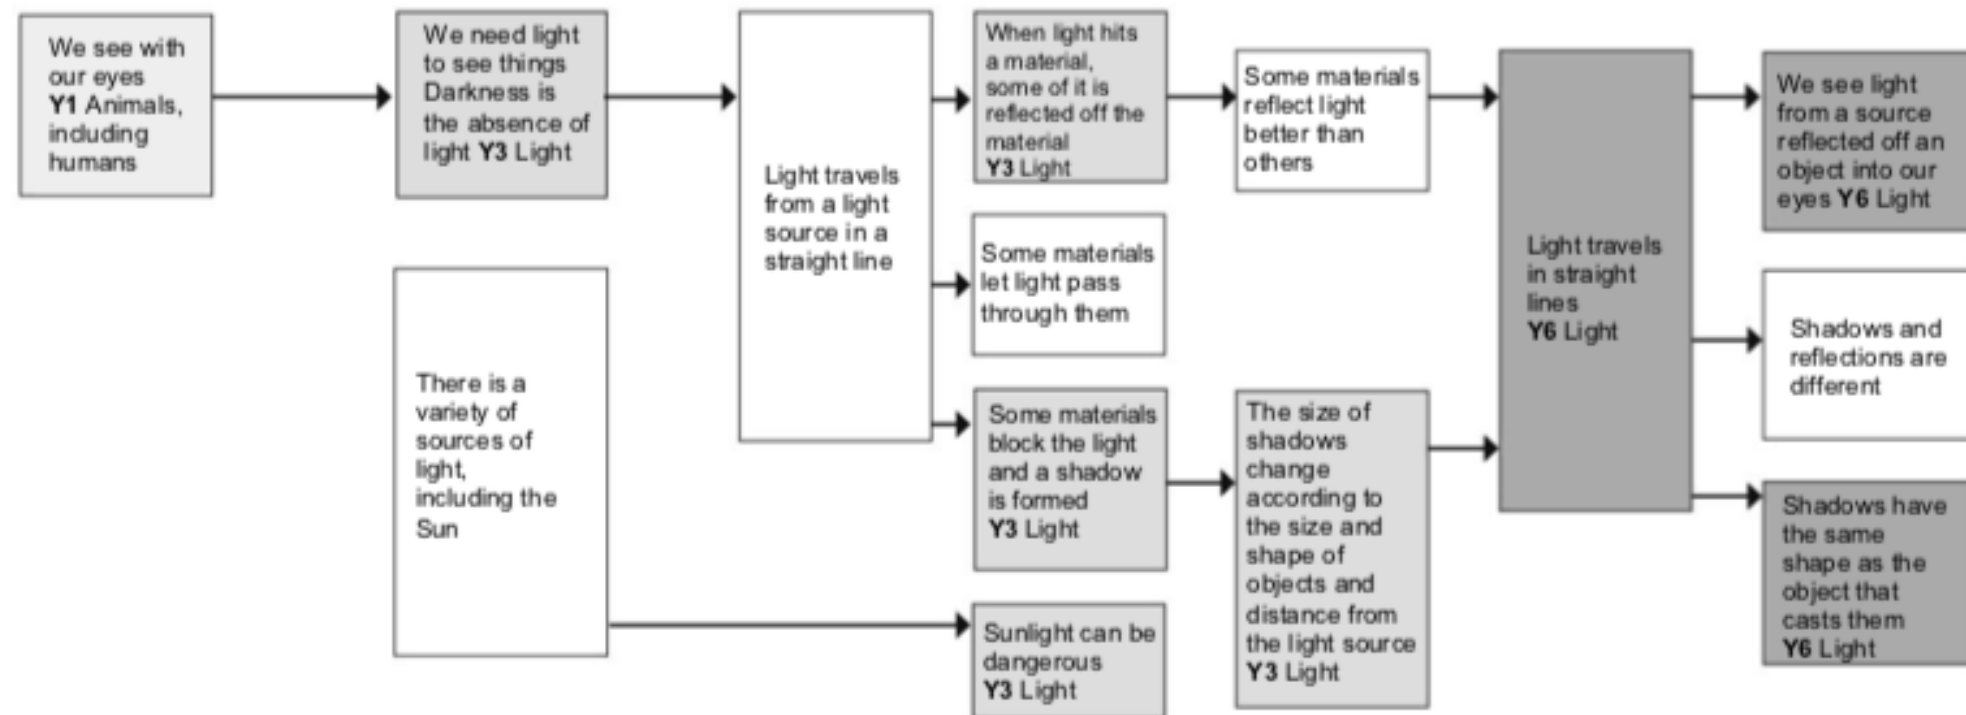 We see with
our eyes
Y1 Animals,
including
humans
We need light
to see things
Darkness is
the absence of
light Y3 Light
There is a
variety of
sources of
light,
including the
Sun
Light travels
from a light
source in a
straight line
When light hits
a material,
some of it is
reflected off the
material
Y3 Light
Some materials
let light pass
through them
Some materials
block the light
and a shadow
is formed
Y3 Light
Sunlight can be
dangerous
Y3 Light
Some materials
reflect light
better than
others
The size of
shadows
change
according to
the size and
shape of
objects and
distance from
the light source
Y3 Light
Light travels
in straight
lines
Y6 Light
We see light
from a source
reflected off an
object into our
eyes Y6 Light
Shadows and
reflections are
different
Shadows have
the same
shape as the
object that
casts them
Y6 Light